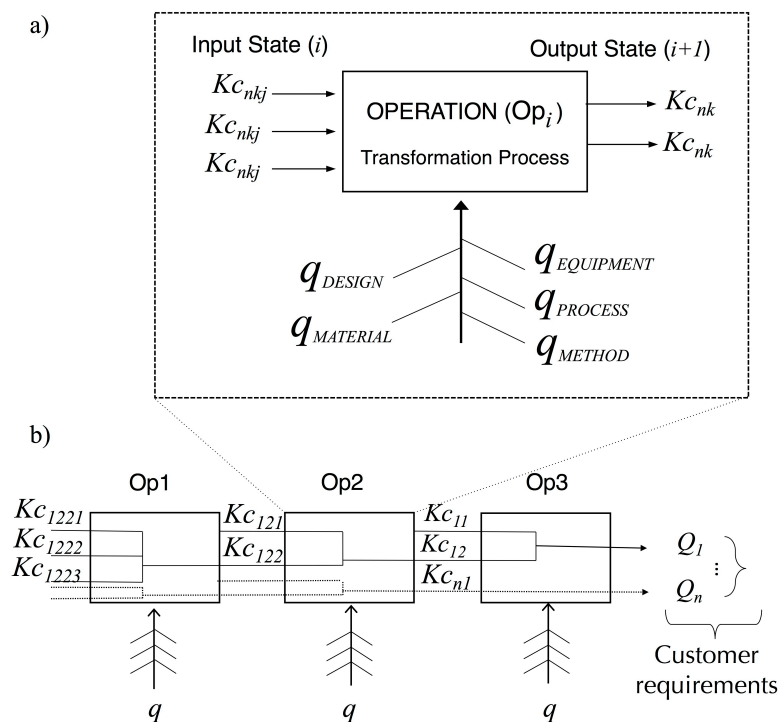 a)
Input State (i)
Output State (i+1)
Kc_nkj
Kc_nkj
Kc_nkj
OPERATION (Op_i)
Transformation Process
Kc_nk
Kc_nk
q_DESIGN
q_MATERIAL
q_EQUIPMENT
q_PROCESS
q_METHOD
b)
Op1
Op2
Op3
Kc_1221
Kc_1222
Kc_1223
Kc_121
Kc_122
Kc_11
Kc_12
Kc_n1
Q_1
...
Q_n
Customer
requirements
q
q
q